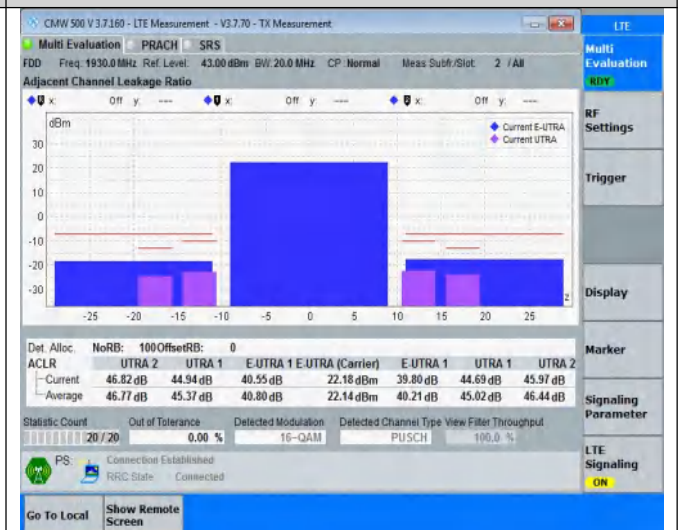 CMW 500 V 3.7.160 - LTE Measurement - V3.7.70 - TX Measurement
LTE
Multi Evaluation PRACH SRS
Multi Evaluation
RDY
FDD Freq: 1930.0 MHz Ref. Level: 43.00 dBm BW: 20.0 MHz CP: Normal Meas Subfr./Slot: 2 / All
Adjacent Channel Leakage Ratio
x: Off y: --- x: Off y: --- x: Off y: ---
RF Settings
dBm
Current E-UTRA
Current UTRA
30
20
10
0
-10
-20
-30
Trigger
Display
-25 -20 -15 -10 -5 0 5 10 15 20 25
Det. Alloc. NoRB: 100 OffsetRB: 0
Marker
ACLR UTRA 2 UTRA 1 E-UTRA 1 E-UTRA (Carrier) E-UTRA 1 UTRA 1 UTRA 2
Current 46.82 dB 44.94 dB 40.55 dB 22.18 dBm 39.80 dB 44.69 dB 45.97 dB
Average 46.77 dB 45.37 dB 40.80 dB 22.14 dBm 40.21 dB 45.02 dB 46.44 dB
Signaling Parameter
Statistic Count Out of Tolerance Detected Modulation Detected Channel Type View Filter Throughput
20 / 20 0.00 % 16-QAM PUSCH 100.0 %
PS: Connection Established
RRC State Connected
LTE Signaling
ON
Go To Local Show Remote Screen